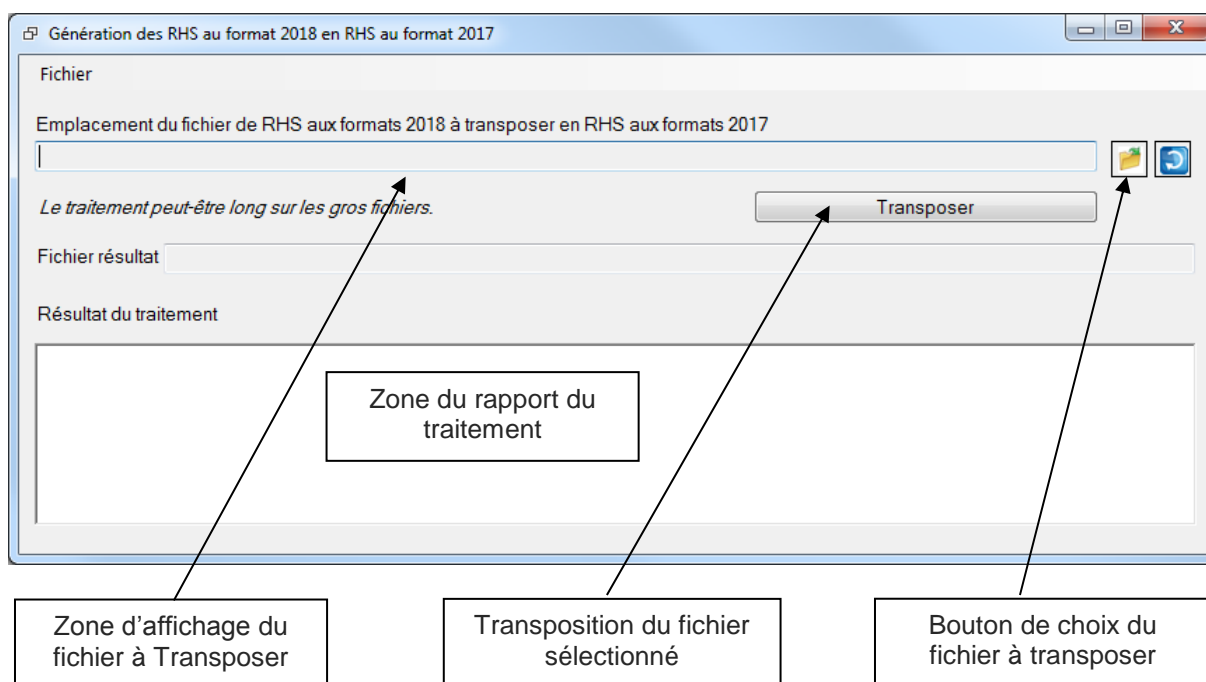 Génération des RHS au format 2018 en RHS au format 2017
Fichier
Emplacement du fichier de RHS aux formats 2018 à transposer en RHS aux formats 2017
Le traitement peut-être long sur les gros fichiers.
Transposer
Fichier résultat
Résultat du traitement
Zone du rapport du
traitement
Zone d’affichage du
fichier à Transposer
Transposition du fichier
sélectionné
Bouton de choix du
fichier à transposer